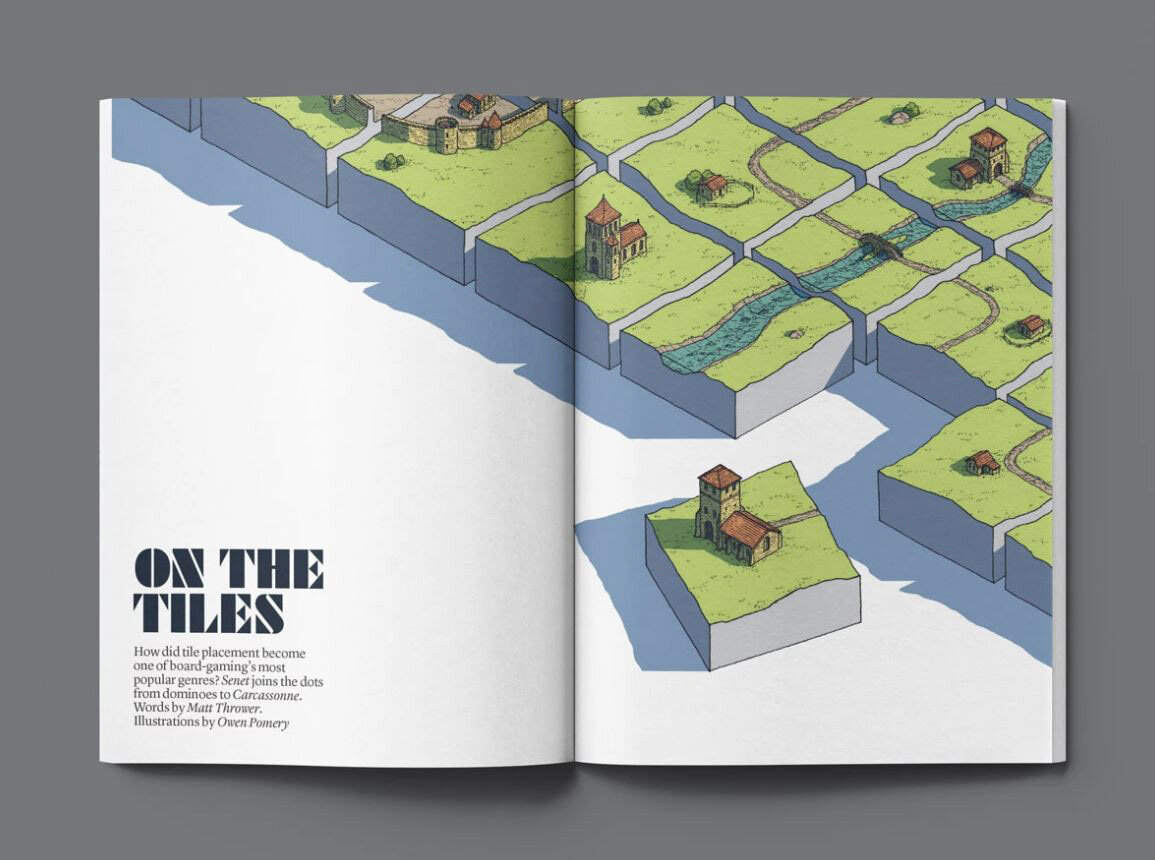 ON THE
TILES
How did tile placement become
one of board-gaming's most
popular genres? Senet joins the dots
from dominoes to Carcassonne.
Words by Matt Thrower.
Illustrations by Owen Pomery